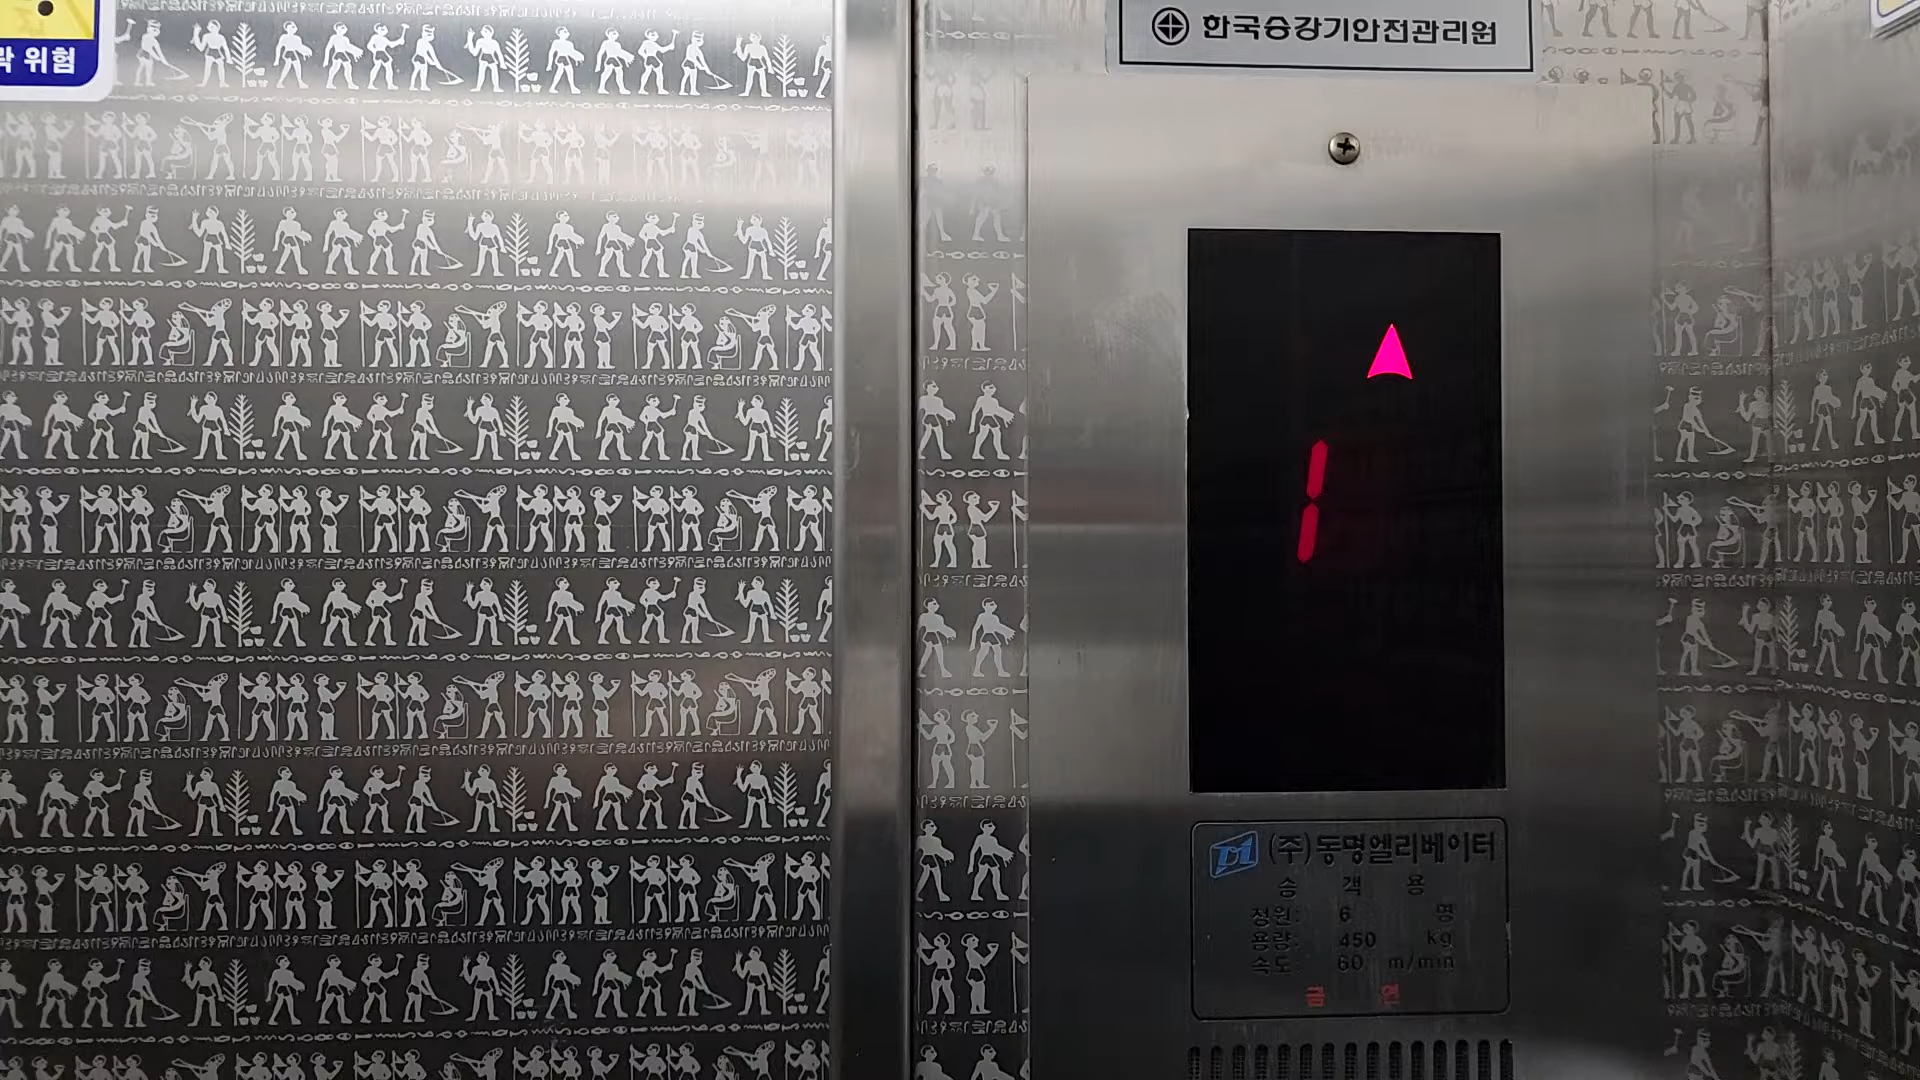 락 위험
한국승강기안전관리원
1
(주)동명엘리베이터
승 객 용
정원: 6 명
용량: 450 kg
속도: 60 m/min
금 연